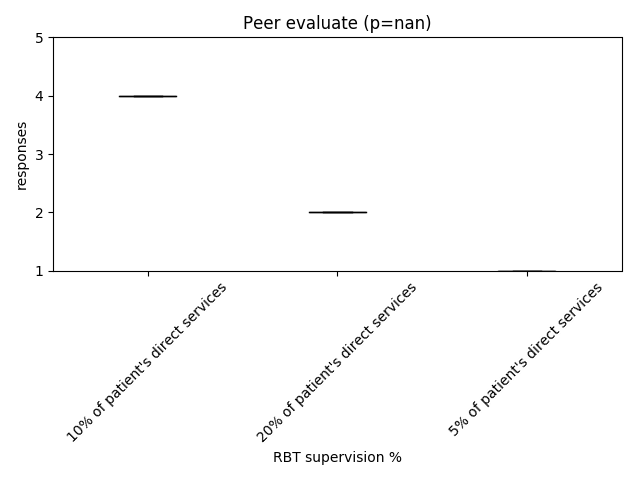 Peer evaluate (p=nan)
responses
5
4
3
2
1
10% of patient's direct services
20% of patient's direct services
5% of patient's direct services
RBT supervision %